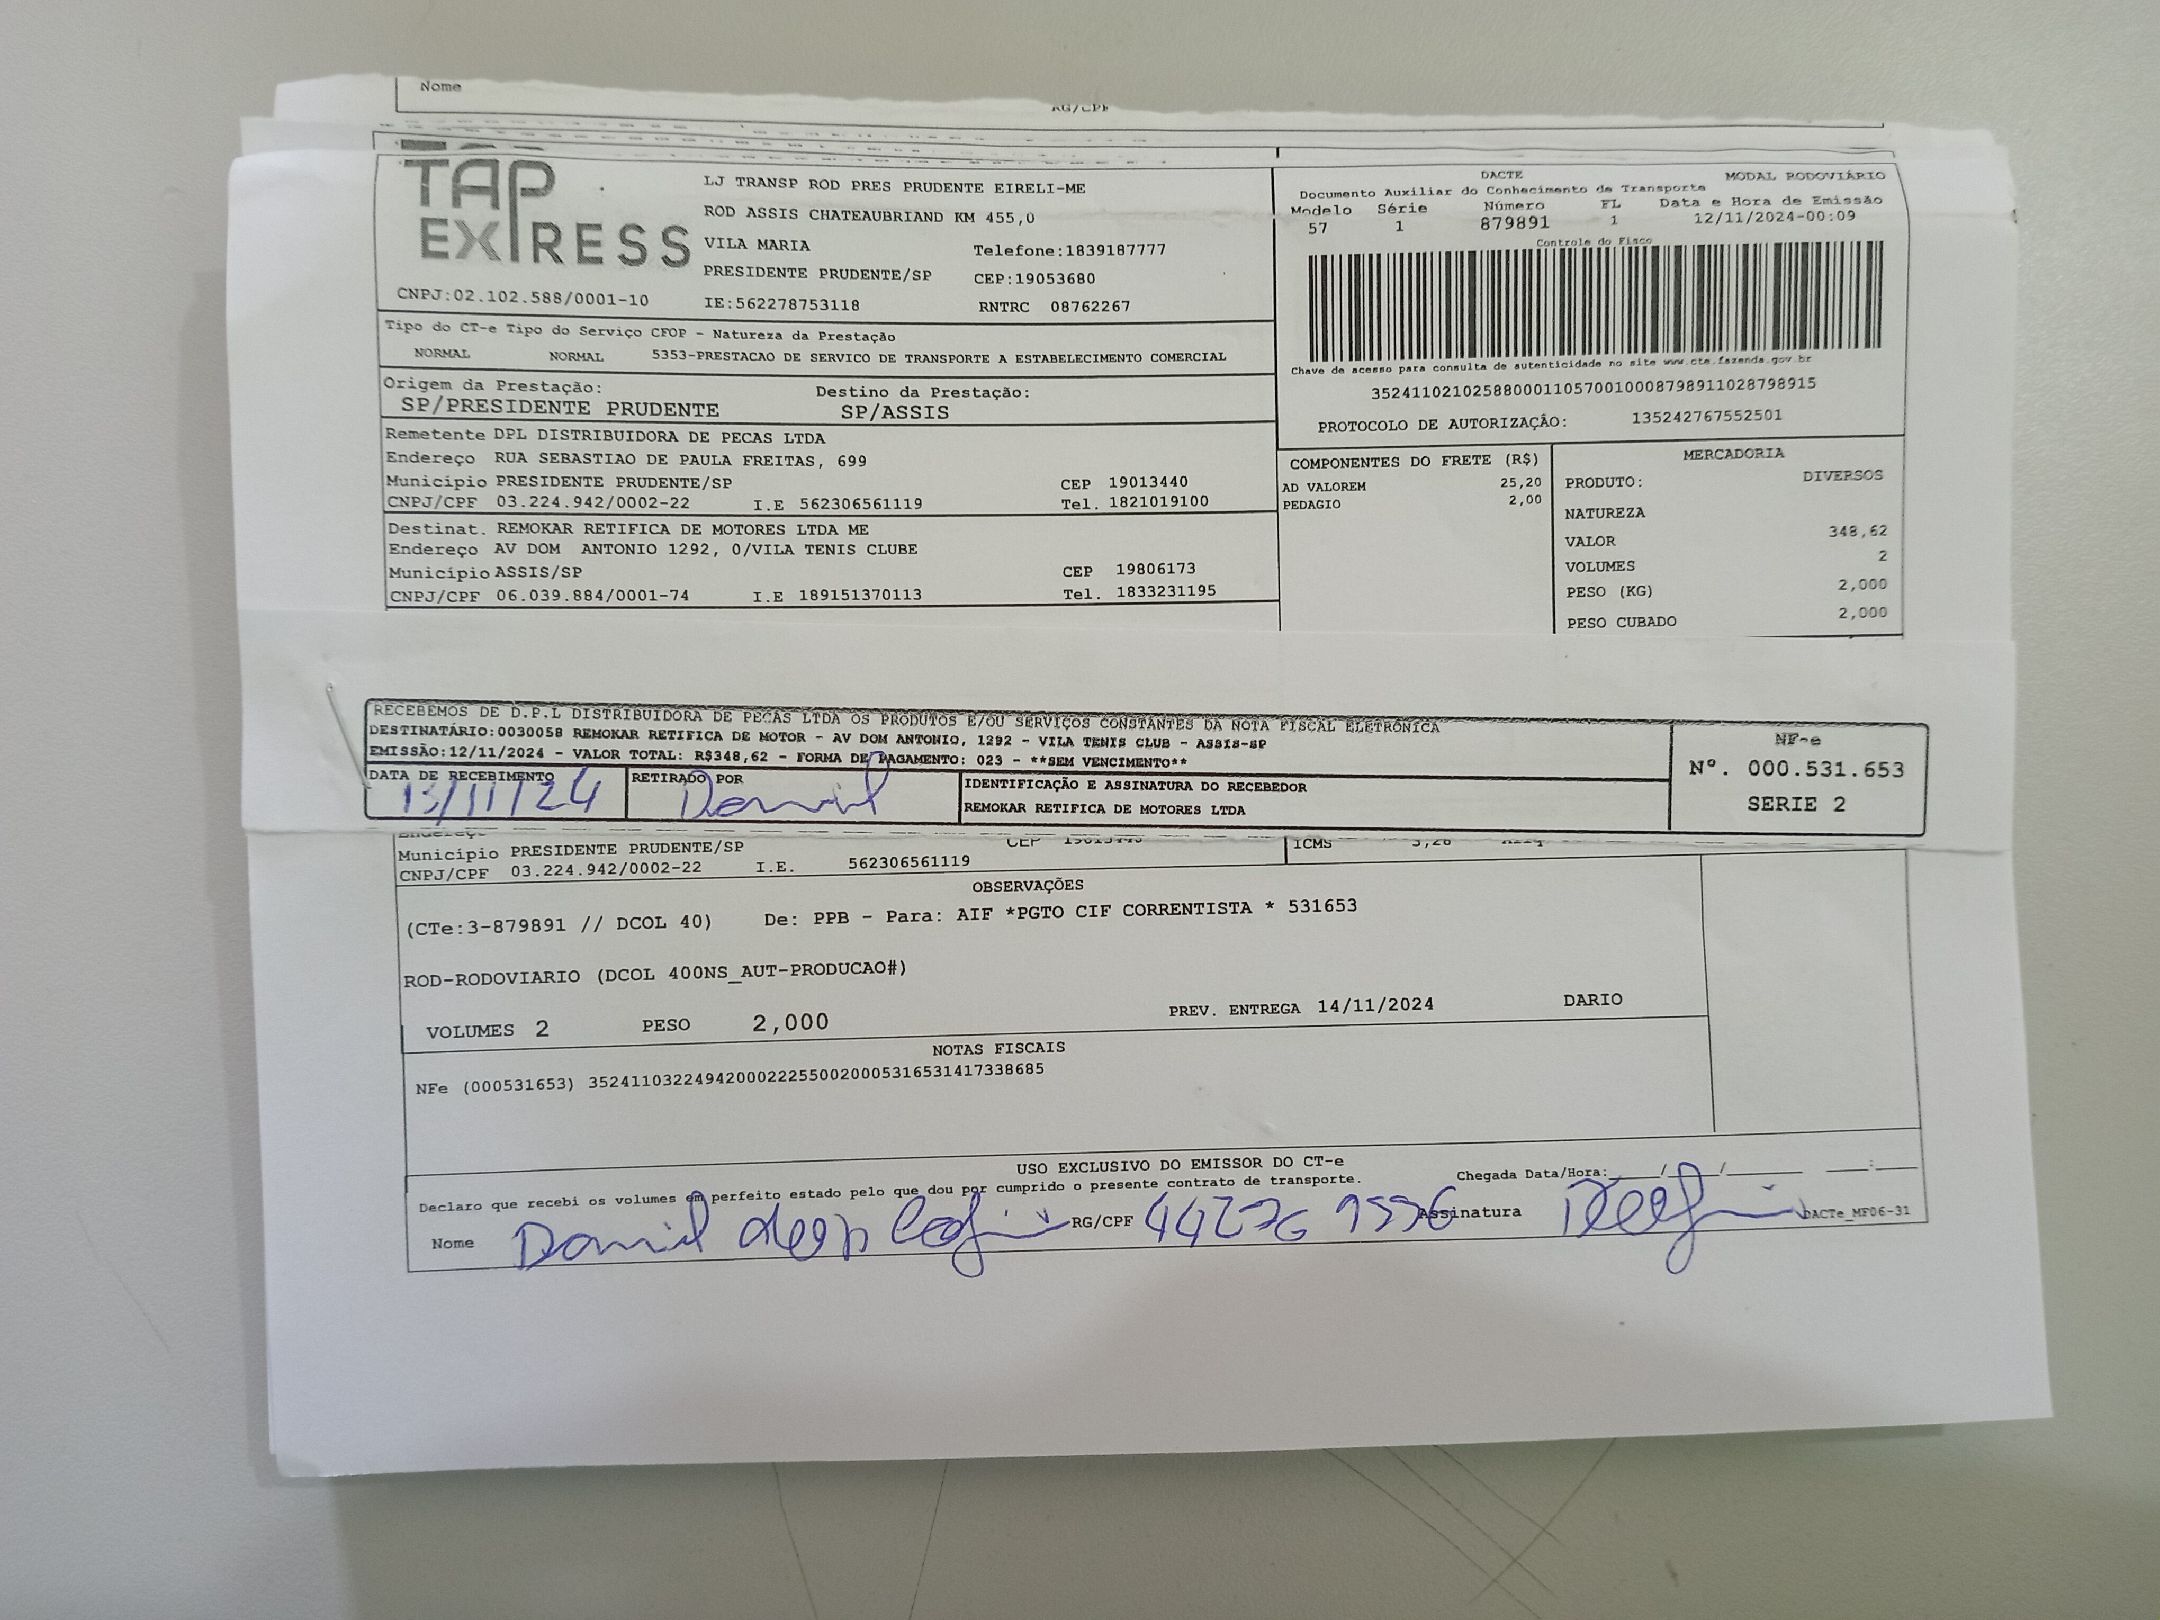 Nome
RG/CPF
TAP EXPRESS
LJ TRANSP ROD PRES PRUDENTE EIRELI-ME
ROD ASSIS CHATEAUBRIAND KM 455,0
VILA MARIA Telefone:1839187777
PRESIDENTE PRUDENTE/SP CEP:19053680
CNPJ:02.102.588/0001-10 IE:562278753118 RNTRC 08762267
DACTE MODAL RODOVIÁRIO
Documento Auxiliar do Conhecimento de Transporte
Modelo Série Número FL Data e Hora de Emissão
57 1 879891 1 12/11/2024-00:09
Controle do Fisco
Chave de acesso para consulta de autenticidade no site www.cte.fazenda.gov.br
35241102102588000110570010008798911028798915
PROTOCOLO DE AUTORIZAÇÃO: 135242767552501
Tipo do CT-e Tipo do Serviço CFOP - Natureza da Prestação
NORMAL NORMAL 5353-PRESTACAO DE SERVICO DE TRANSPORTE A ESTABELECIMENTO COMERCIAL
Origem da Prestação: Destino da Prestação:
SP/PRESIDENTE PRUDENTE SP/ASSIS
Remetente DPL DISTRIBUIDORA DE PECAS LTDA
Endereço RUA SEBASTIAO DE PAULA FREITAS, 699
Município PRESIDENTE PRUDENTE/SP CEP 19013440
CNPJ/CPF 03.224.942/0002-22 I.E 562306561119 Tel. 1821019100
Destinat. REMOKAR RETIFICA DE MOTORES LTDA ME
Endereço AV DOM ANTONIO 1292, 0/VILA TENIS CLUBE
Município ASSIS/SP CEP 19806173
CNPJ/CPF 06.039.884/0001-74 I.E 189151370113 Tel. 1833231195
COMPONENTES DO FRETE (R$)
AD VALOREM 25,20
PEDAGIO 2,00
MERCADORIA
PRODUTO: DIVERSOS
NATUREZA
VALOR 348,62
VOLUMES 2
PESO (KG) 2,000
PESO CUBADO 2,000
RECEBEMOS DE D.P.L DISTRIBUIDORA DE PECAS LTDA OS PRODUTOS E/OU SERVIÇOS CONSTANTES DA NOTA FISCAL ELETRÔNICA
DESTINATÁRIO:0030058 REMOKAR RETIFICA DE MOTOR - AV DOM ANTONIO, 1292 - VILA TENIS CLUB - ASSIS-SP
EMISSÃO:12/11/2024 - VALOR TOTAL: R$348,62 - FORMA DE PAGAMENTO: 023 - **SEM VENCIMENTO**
DATA DE RECEBIMENTO RETIRADO POR IDENTIFICAÇÃO E ASSINATURA DO RECEBEDOR
13/11/24 REMOKAR RETIFICA DE MOTORES LTDA
NF-e
Nº. 000.531.653
SERIE 2
Endereço CEP 19013440 ICMS
Município PRESIDENTE PRUDENTE/SP
CNPJ/CPF 03.224.942/0002-22 I.E. 562306561119
OBSERVAÇÕES
(CTe:3-879891 // DCOL 40) De: PPB - Para: AIF *PGTO CIF CORRENTISTA * 531653
ROD-RODOVIARIO (DCOL 400NS_AUT-PRODUCAO#)
VOLUMES 2 PESO 2,000 PREV. ENTREGA 14/11/2024 DARIO
NOTAS FISCAIS
NFe (000531653) 35241103224942000222550020005316531417338685
USO EXCLUSIVO DO EMISSOR DO CT-e
Declaro que recebi os volumes em perfeito estado pelo que dou por cumprido o presente contrato de transporte. Chegada Data/Hora: / / :
Nome RG/CPF Assinatura DACTe_MF06-31